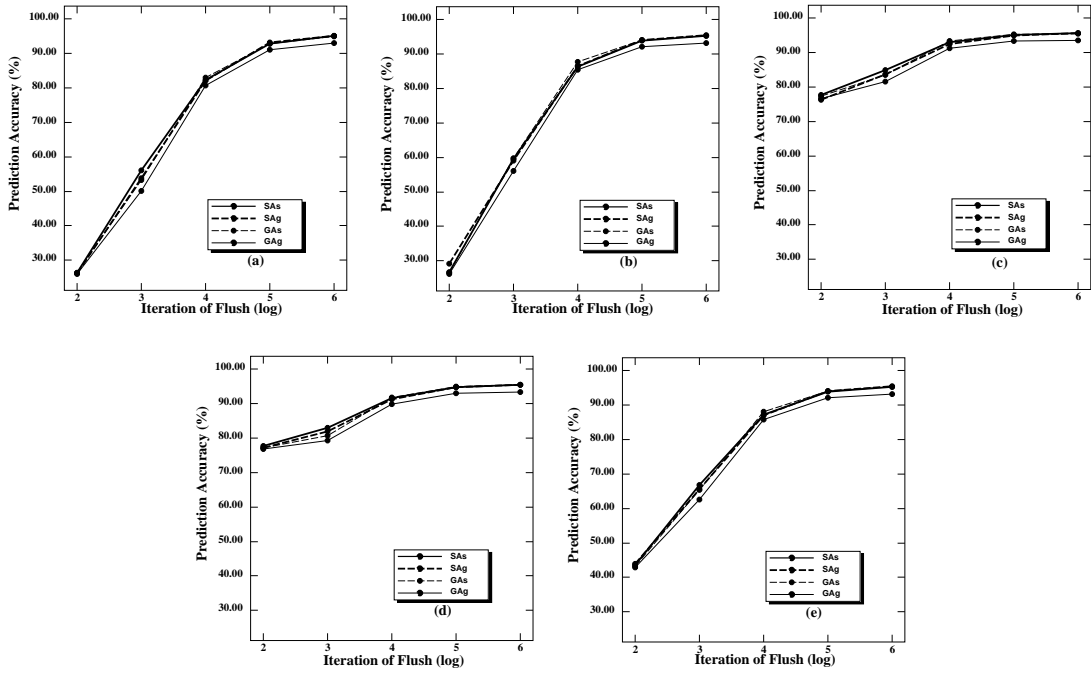 Prediction Accuracy (%)
100.00
90.00
80.00
70.00
60.00
50.00
40.00
30.00
SAs
SAg
GAs
GAg
(a)
2 3 4 5 6
Iteration of Flush (log)
Prediction Accuracy (%)
100.00
90.00
80.00
70.00
60.00
50.00
40.00
30.00
SAs
SAg
GAs
GAg
(b)
2 3 4 5 6
Iteration of Flush (log)
Prediction Accuracy (%)
100.00
90.00
80.00
70.00
60.00
50.00
40.00
30.00
SAs
SAg
GAs
GAg
(c)
2 3 4 5 6
Iteration of Flush (log)
Prediction Accuracy (%)
100.00
90.00
80.00
70.00
60.00
50.00
40.00
30.00
SAs
SAg
GAs
GAg
(d)
2 3 4 5 6
Iteration of Flush (log)
Prediction Accuracy (%)
100.00
90.00
80.00
70.00
60.00
50.00
40.00
30.00
SAs
SAg
GAs
GAg
(e)
2 3 4 5 6
Iteration of Flush (log)